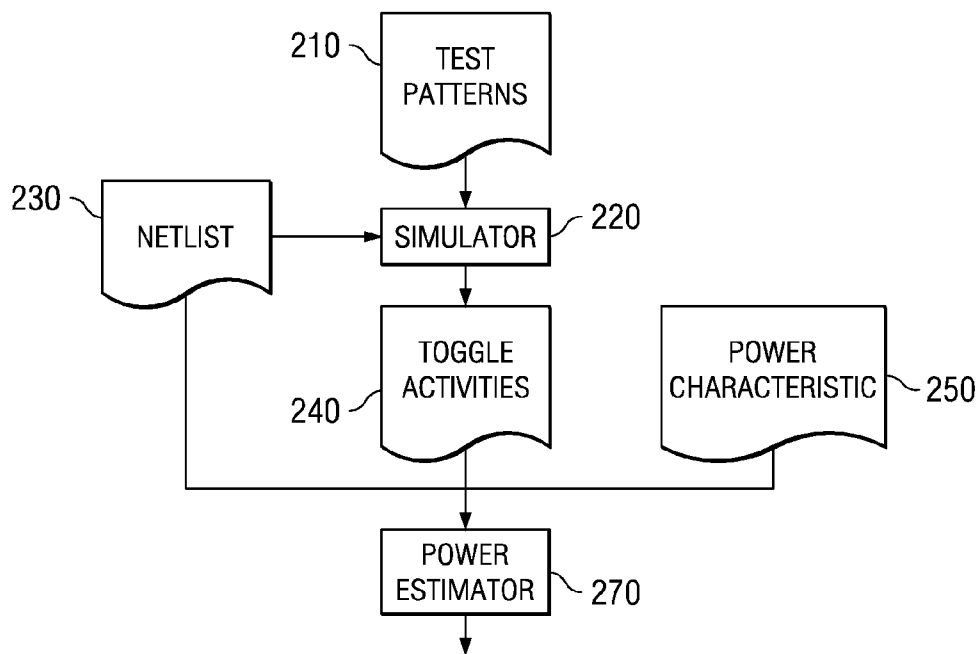 210
TEST
PATTERNS
230
NETLIST
SIMULATOR
220
TOGGLE
ACTIVITIES
240
POWER
CHARACTERISTIC
250
POWER
ESTIMATOR
270